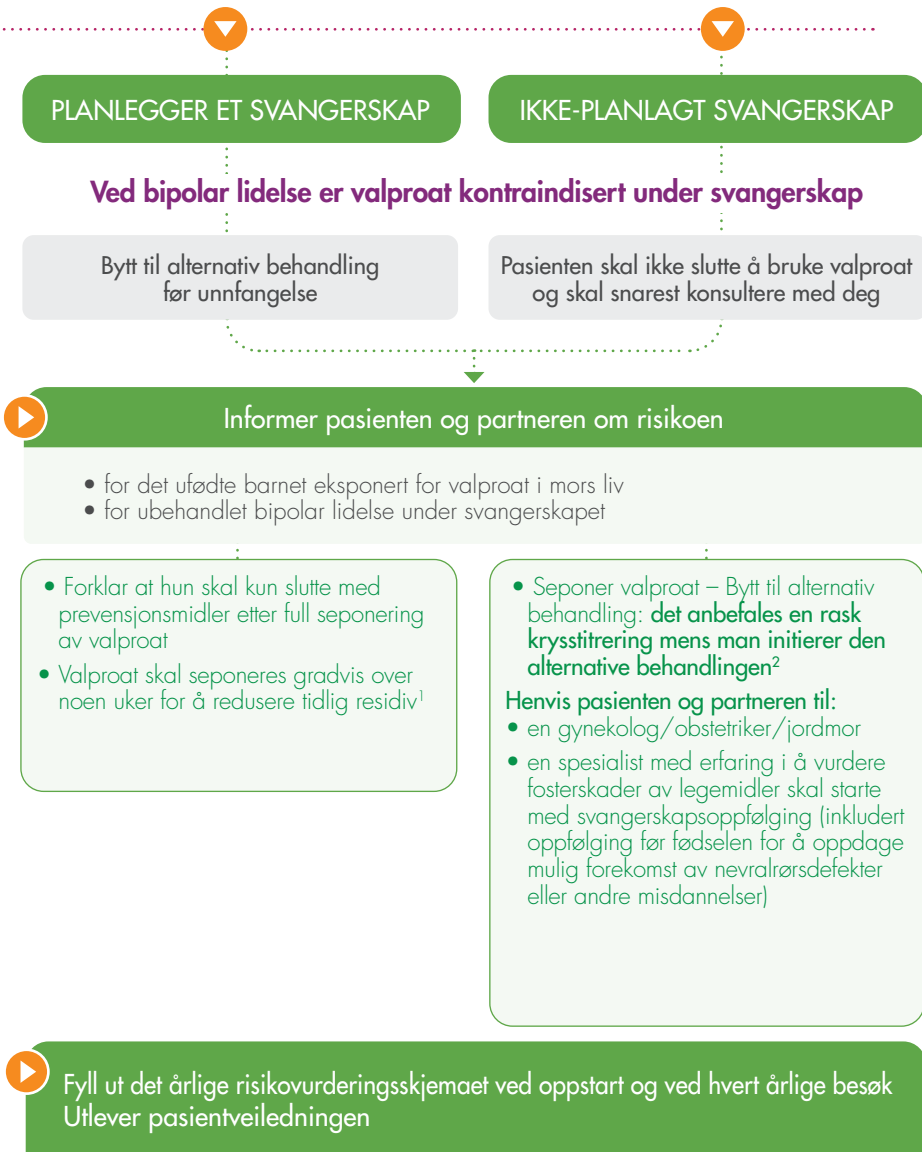 PLANLEGGER ET SVANGERSKAP
IKKE-PLANLAGT SVANGERSKAP
Ved bipolar lidelse er valproat kontraindisert under svangerskap
Bytt til alternativ behandling
før unnfangelse
Pasienten skal ikke slutte å bruke valproat
og skal snarest konsultere med deg
Informer pasienten og partneren om risikoen
• for det ufødte barnet eksponert for valproat i mors liv
• for ubehandlet bipolar lidelse under svangerskapet
• Forklar at hun skal kun slutte med
prevensjonsmidler etter full seponering
av valproat
• Valproat skal seponeres gradvis over
noen uker for å redusere tidlig residiv¹
• Seponer valproat – Bytt til alternativ
behandling: det anbefales en rask
krysstitrering mens man initierer den
alternative behandlingen²
Henvis pasienten og partneren til:
• en gynekolog/obstetriker/jordmor
• en spesialist med erfaring i å vurdere
fosterskader av legemidler skal starte
med svangerskapsoppfølging (inkludert
oppfølging før fødselen for å oppdage
mulig forekomst av nevralrørsdefekter
eller andre misdannelser)
Fyll ut det årlige risikovurderingsskjemaet ved oppstart og ved hvert årlige besøk
Utlever pasientveiledningen